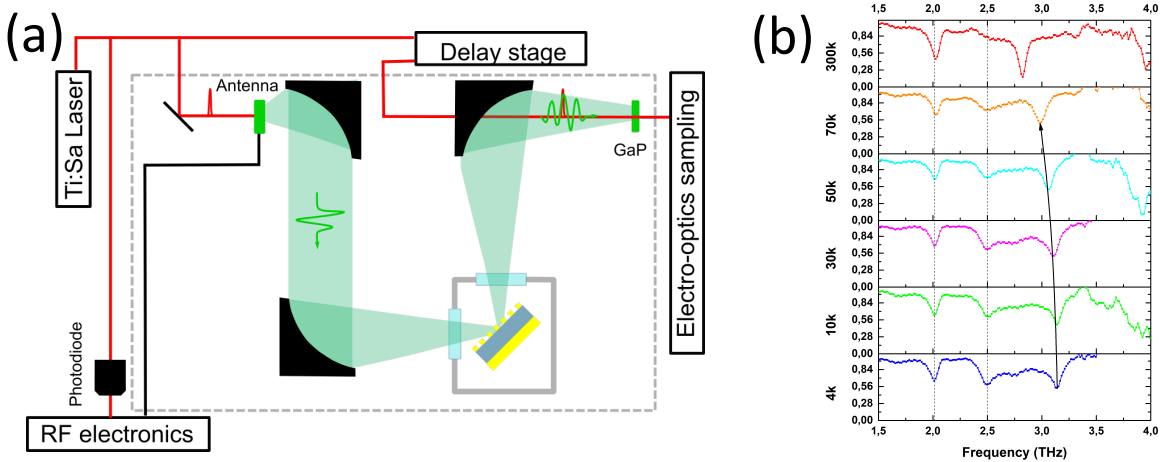 (a)
Ti:Sa Laser
Delay stage
Antenna
GaP
Electro-optics sampling
Photodiode
RF electronics
(b)
1,5 2,0 2,5 3,0 3,5 4,0
300k
0,84
0,56
0,28
0,00
70k
0,84
0,56
0,28
0,00
50k
0,84
0,56
0,28
0,00
30k
0,84
0,56
0,28
0,00
10k
0,84
0,56
0,28
0,00
4k
0,84
0,56
0,28
0,00
1,5 2,0 2,5 3,0 3,5 4,0
Frequency (THz)